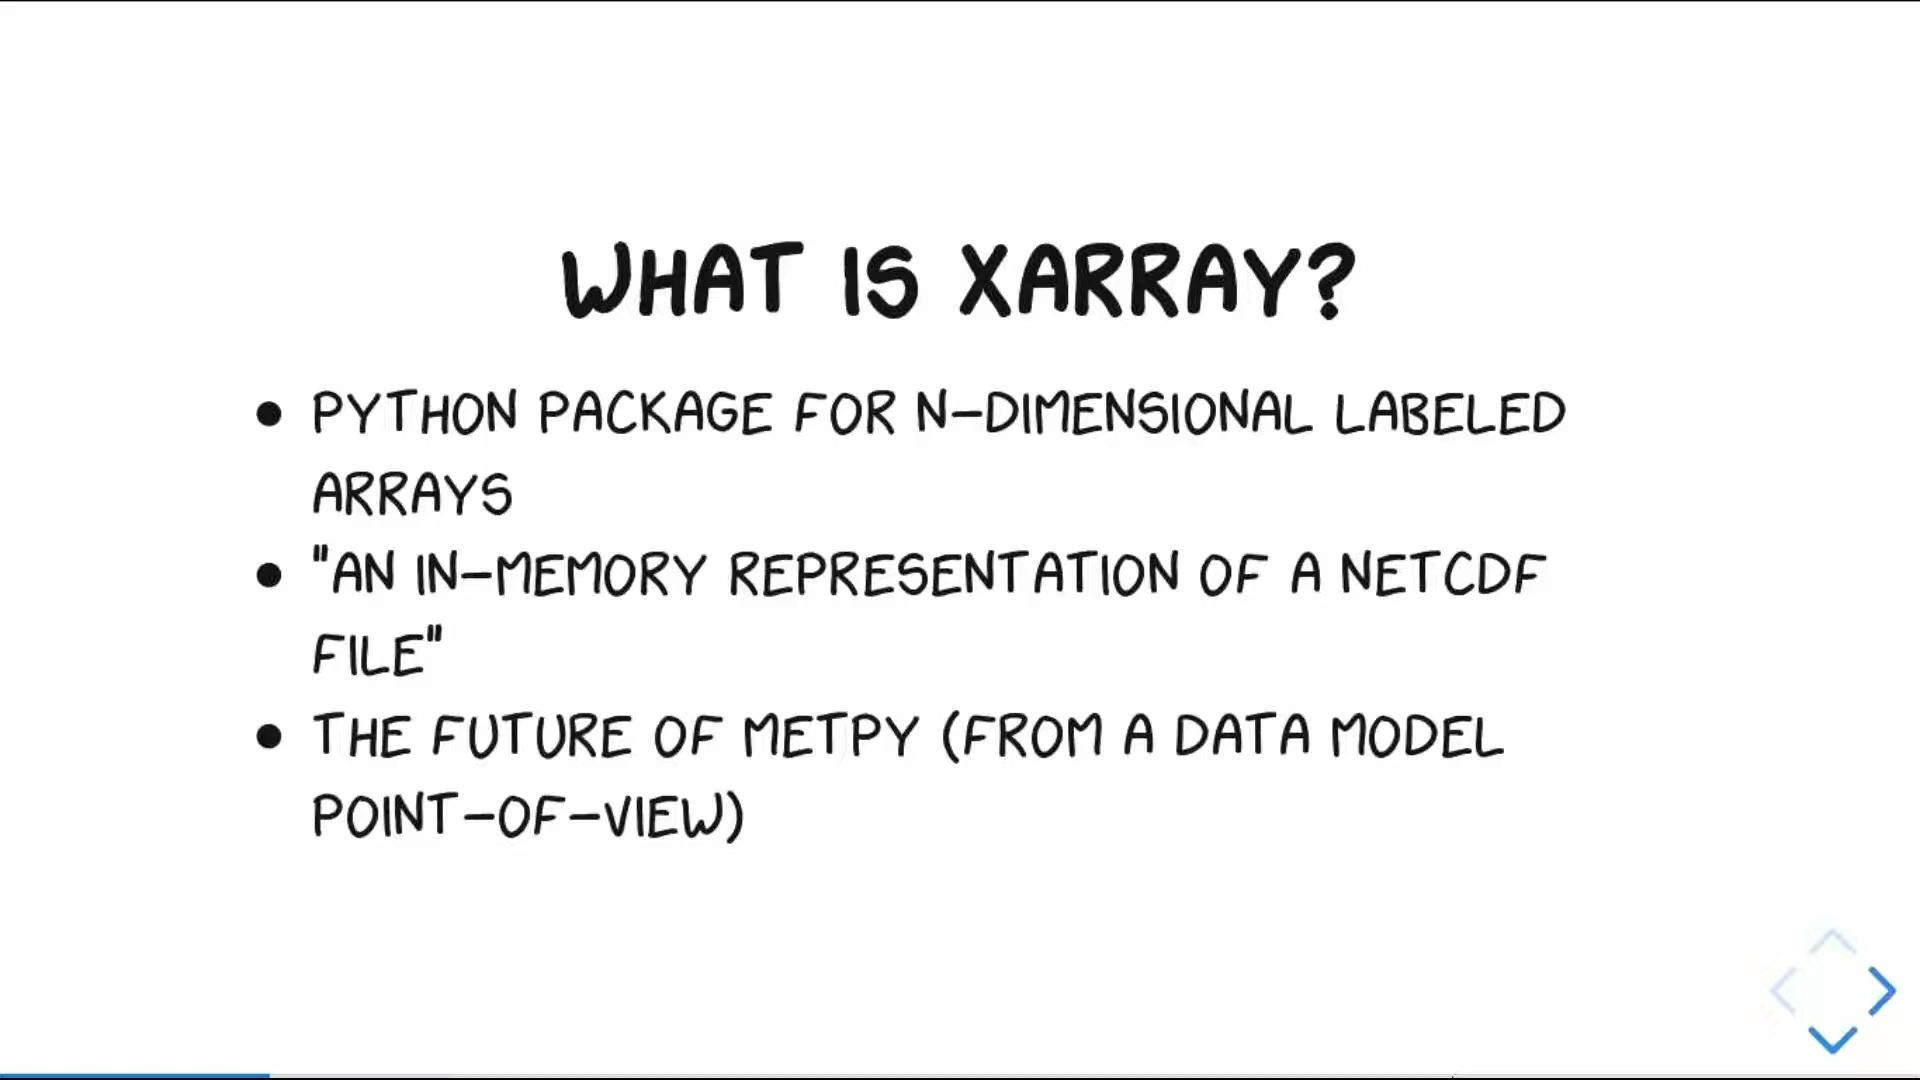 WHAT IS XARRAY?
• PYTHON PACKAGE FOR N-DIMENSIONAL LABELED
ARRAYS
• "AN IN-MEMORY REPRESENTATION OF A NETCDF
FILE"
• THE FUTURE OF METPY (FROM A DATA MODEL
POINT-OF-VIEW)